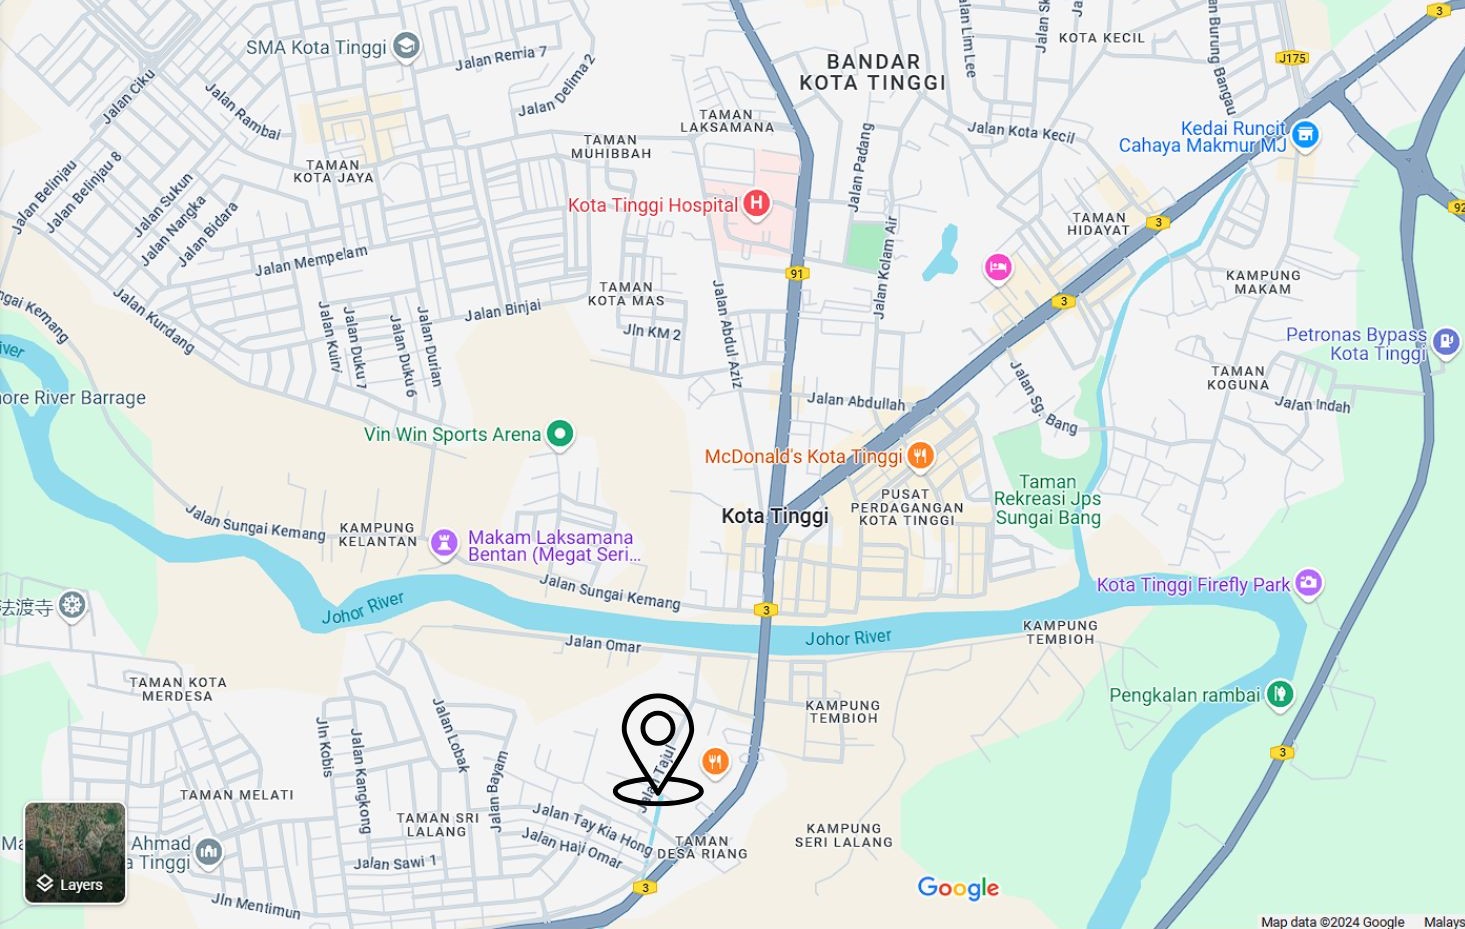 3
SMA Kota Tinggi
Jalan Remia 7
Jalan Delima 2
BANDAR
KOTA TINGGI
Jalan Lim Lee
KOTA KECIL
J175
Jalan Ciku
Jalan Rambai
TAMAN
LAKSAMANA
TAMAN
MUHIBBAH
Jalan Kota Kecil
Kedai Runcit
Cahaya Makmur MJ
TAMAN
KOTA JAYA
Jalan Padang
Jalan Belinjau
Jalan Belinjau 8
Jalan Sukun
Jalan Nangka
Jalan Bidara
Kota Tinggi Hospital
H
TAMAN
HIDAYAT
3
92
Jalan Mempelam
Jalan Kolam Air
91
KAMPUNG
MAKAM
TAMAN
KOTA MAS
3
Jalan Kurdang
Jalan Binjai
Jln KM 2
Jalan Abdul Aziz
Jalan Kuirv
Jalan Duku 7
Jalan Duku 6
Jalan Durian
Petronas Bypass
Kota Tinggi
TAMAN
KOGUNA
River Barrage
Jalan Abdullah
Jalan Sg. Bang
Jalan Indah
Vin Win Sports Arena
McDonald's Kota Tinggi
Taman
Rekreasi Jps
Sungai Bang
PUSAT
PERDAGANGAN
KOTA TINGGI
Kota Tinggi
Jalan Sungai Kemang
KAMPUNG
KELANTAN
Makam Laksamana
Bentan (Megat Seri...
Jalan Sungai Kemang
Kota Tinggi Firefly Park
法渡寺
Johor River
3
Johor River
KAMPUNG
TEMBIOH
Jalan Omar
TAMAN KOTA
MERDESA
Pengkalan rambai
KAMPUNG
TEMBIOH
Jln Kobis
Jalan Kangkong
Jalan Lobak
Jalan Bayam
Jalan Tajul
3
TAMAN MELATI
TAMAN SRI
LALANG
Jalan Tay Kia Hong
Jalan Haji Omar
TAMAN
DESA RIANG
KAMPUNG
SERI LALANG
Ahmad
Tinggi
Jalan Sawi 1
Layers
3
Google
Jln Mentimun
Map data ©2024 Google